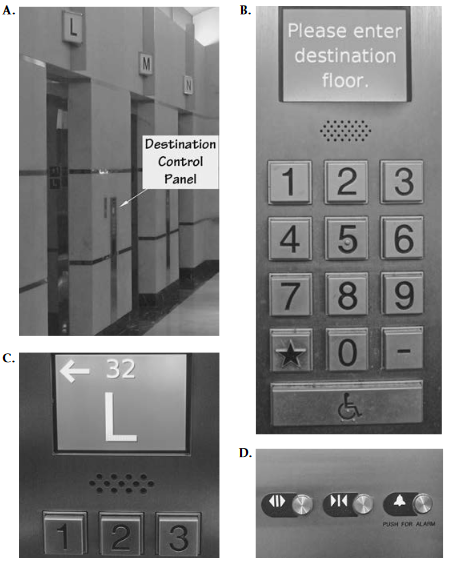 A.
L
M
N
Destination
Control
Panel
B.
Please enter
destination
floor.
1 2 3
4 5 6
7 8 9
★ 0 -
C.
← 32
L
1 2 3
D.
PUSH FOR ALARM